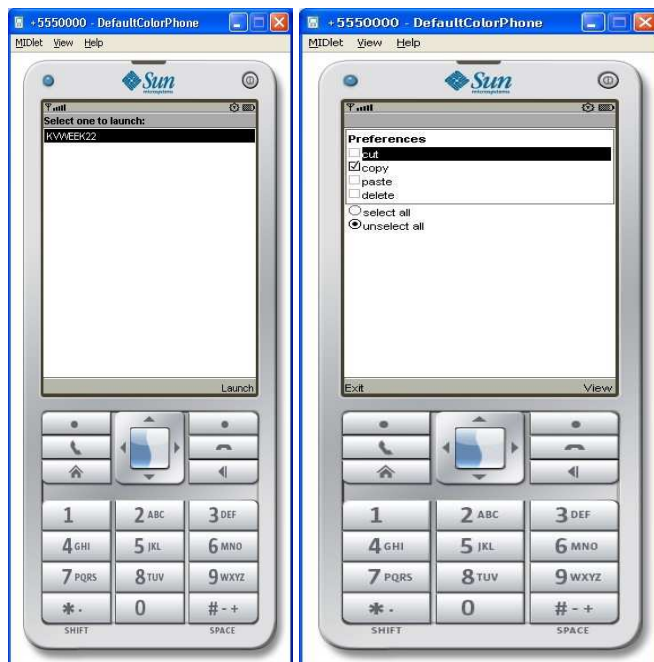 +5550000 - DefaultColorPhone
MIDlet View Help
Sun
microsystems
Select one to launch:
KVWEEK22
Launch
1 2 ABC 3 DEF
4 GHI 5 JKL 6 MNO
7 PQRS 8 TUV 9 WXYZ
* . 0 # - +
SHIFT SPACE
+5550000 - DefaultColorPhone
MIDlet View Help
Sun
microsystems
Preferences
cut
copy
paste
delete
select all
unselect all
Exit View
1 2 ABC 3 DEF
4 GHI 5 JKL 6 MNO
7 PQRS 8 TUV 9 WXYZ
* . 0 # - +
SHIFT SPACE